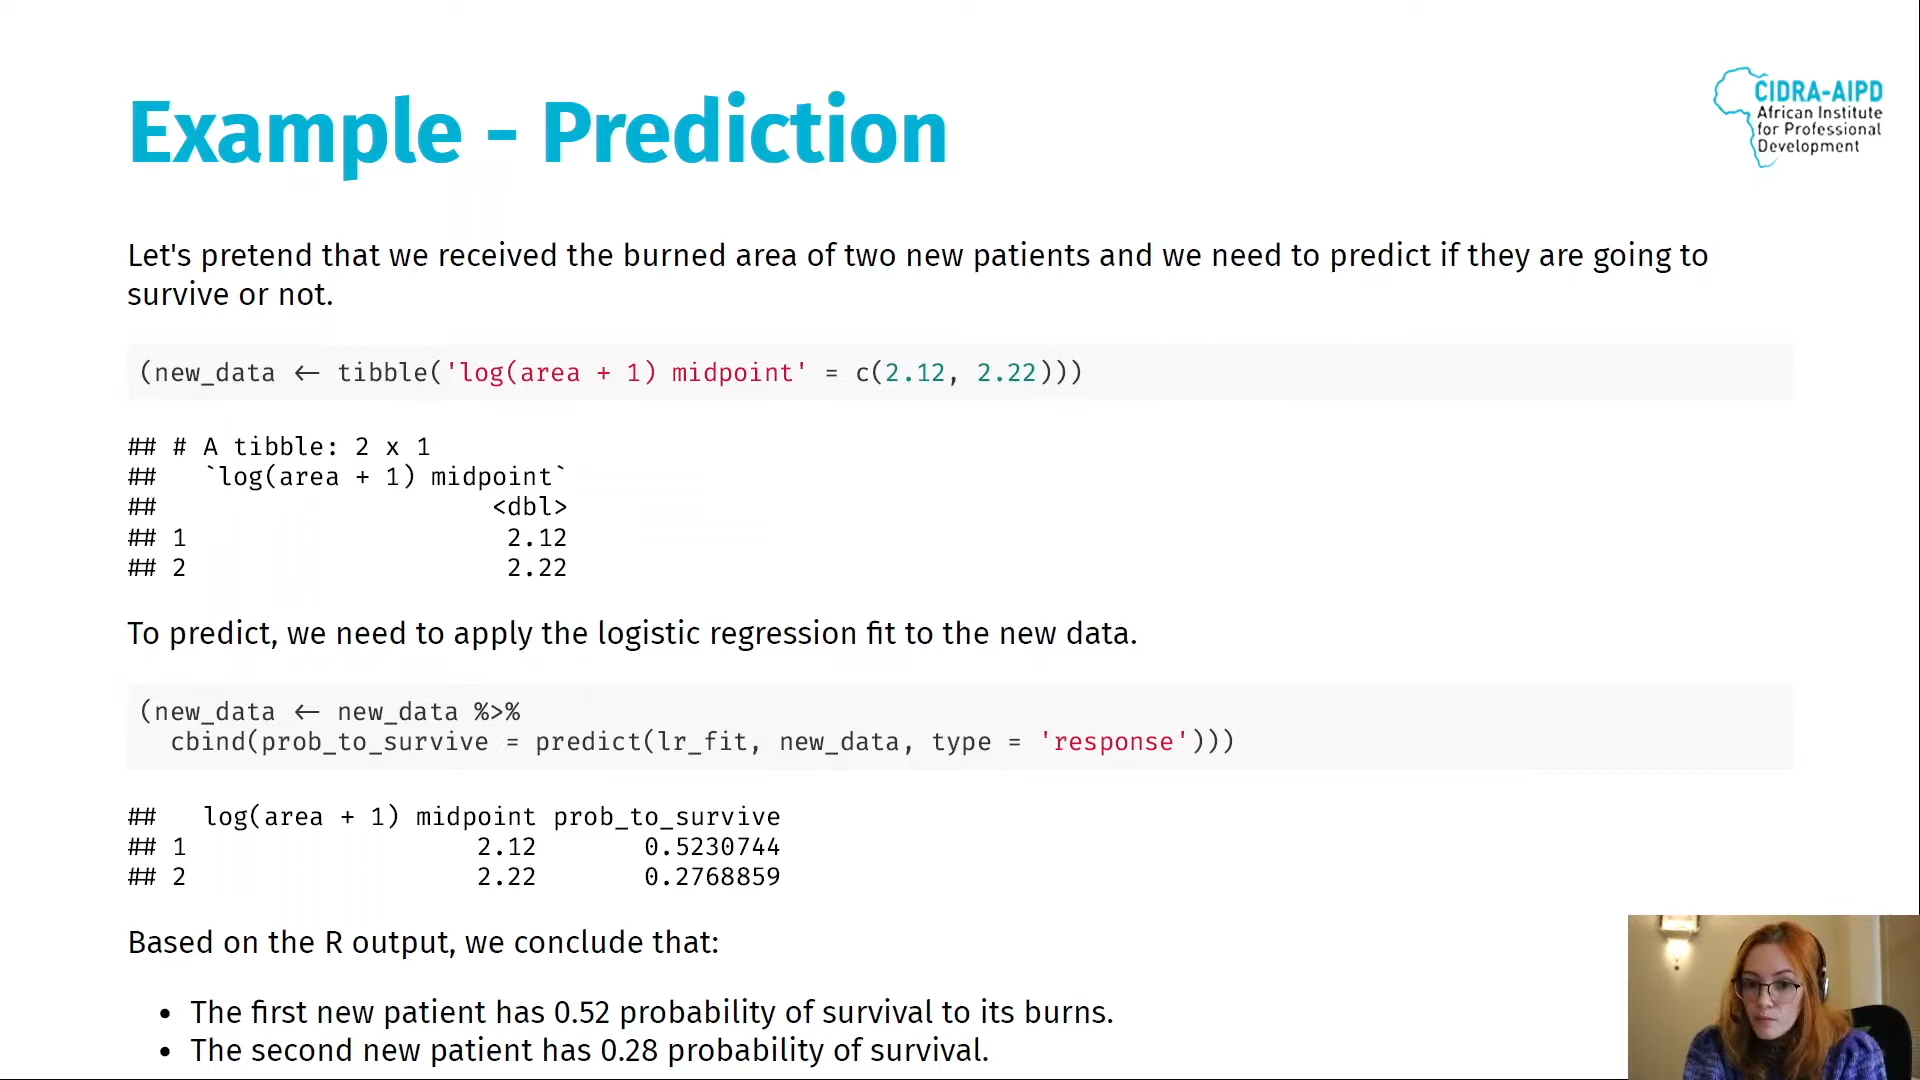 Example - Prediction
CIDRA-AIPD
African Institute
for Professional
Development
Let's pretend that we received the burned area of two new patients and we need to predict if they are going to
survive or not.
(new_data <- tibble('log(area + 1) midpoint' = c(2.12, 2.22)))
## # A tibble: 2 x 1
##   `log(area + 1) midpoint`
##                      <dbl>
## 1                     2.12
## 2                     2.22
To predict, we need to apply the logistic regression fit to the new data.
(new_data <- new_data %>%
  cbind(prob_to_survive = predict(lr_fit, new_data, type = 'response')))
##   log(area + 1) midpoint prob_to_survive
## 1                   2.12       0.5230744
## 2                   2.22       0.2768859
Based on the R output, we conclude that:
• The first new patient has 0.52 probability of survival to its burns.
• The second new patient has 0.28 probability of survival.